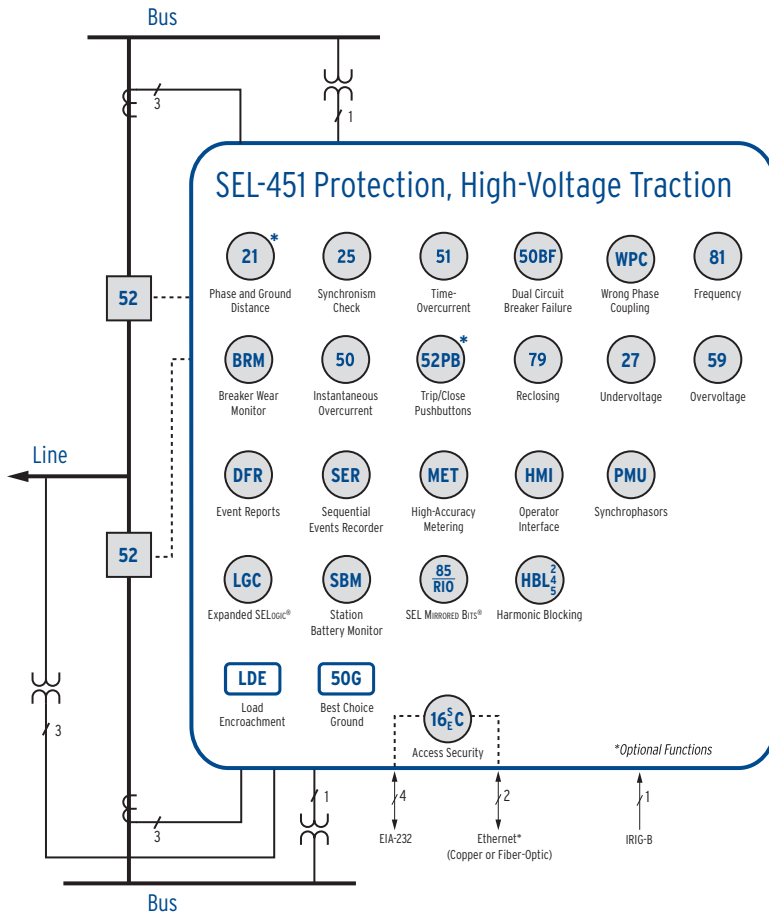 Bus
3
1
SEL-451 Protection, High-Voltage Traction
21*
25
51
50BF
WPC
81
Phase and Ground
Distance
Synchronism
Check
Time-
Overcurrent
Dual Circuit
Breaker Failure
Wrong Phase
Coupling
Frequency
52
BRM
50
52PB*
79
27
59
Breaker Wear
Monitor
Instantaneous
Overcurrent
Trip/Close
Pushbuttons
Reclosing
Undervoltage
Overvoltage
Line
DFR
SER
MET
HMI
PMU
Event Reports
Sequential
Events Recorder
High-Accuracy
Metering
Operator
Interface
Synchrophasors
52
LGC
SBM
85
RIO
HBL 2 4 5
Expanded SELOGIC®
Station
Battery Monitor
SEL MIRRORED BITS®
Harmonic Blocking
LDE
50G
Load
Encroachment
Best Choice
Ground
16 S E C
Access Security
*Optional Functions
3
3
1
4
2
1
EIA-232
Ethernet*
(Copper or Fiber-Optic)
IRIG-B
Bus